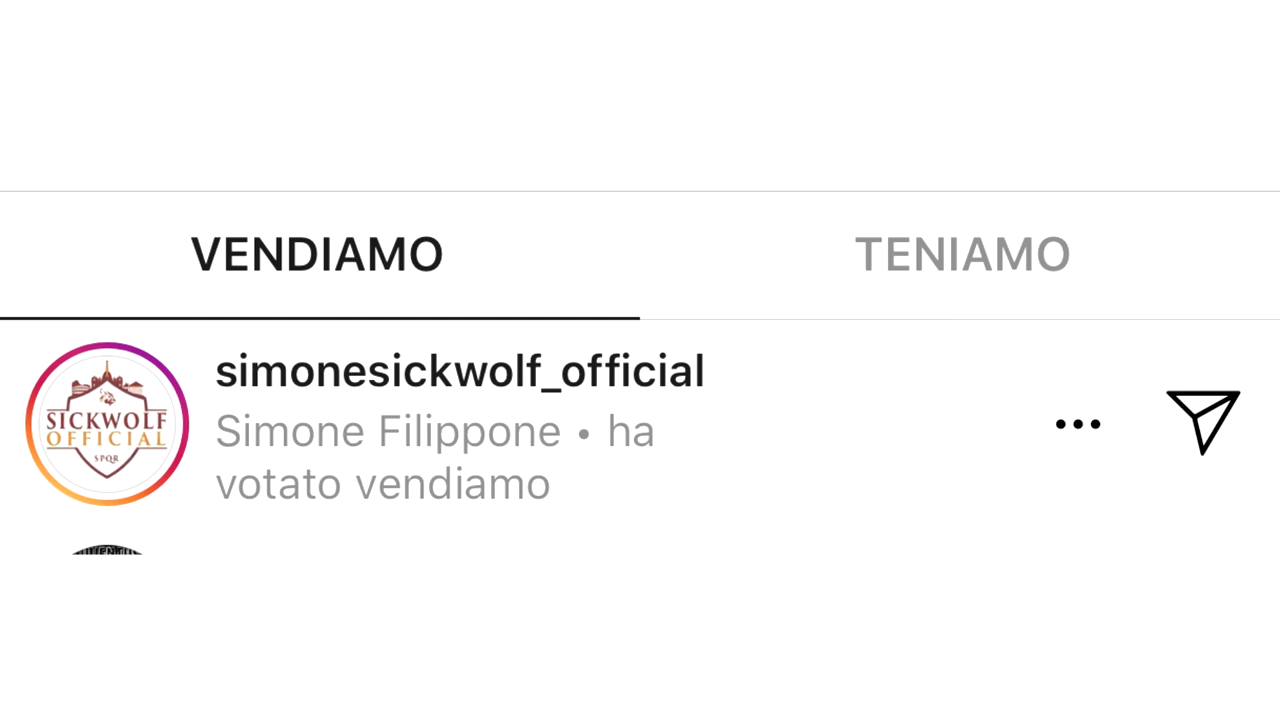 VENDIAMO TENIAMO
simonesickwolf_official
Simone Filippone • ha
votato vendiamo
SICKWOLF
OFFICIAL
SPQR